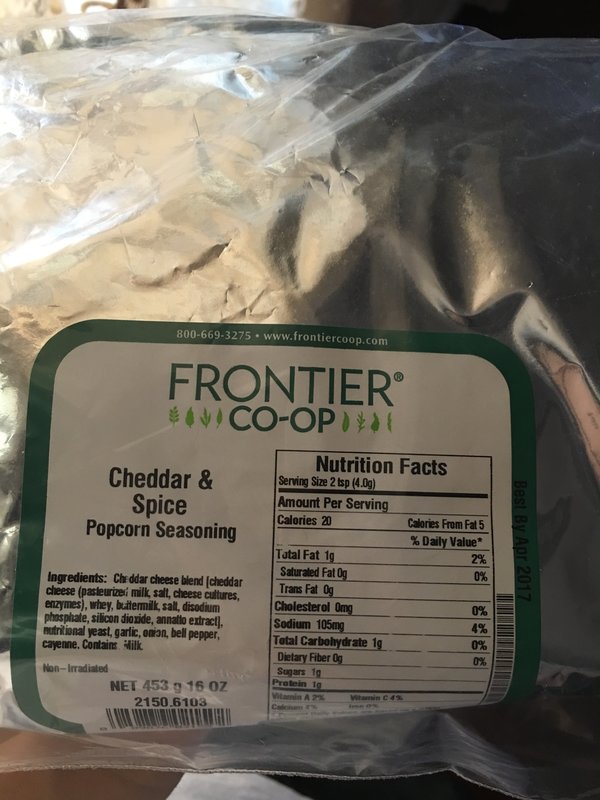 800-669-3275 • www.frontiercoop.com
FRONTIER®
CO-OP
Cheddar &
Spice
Popcorn Seasoning
Ingredients: Cheddar cheese blend [cheddar
cheese (pasteurized milk, salt, cheese cultures,
enzymes), whey, buttermilk, salt, disodium
phosphate, silicon dioxide, annatto extract],
nutritional yeast, garlic, onion, bell pepper,
cayenne. Contains Milk.
Non-Irradiated
NET 453 g 16 OZ
2150.6103
Nutrition Facts
Serving Size 2 tsp (4.0g)
Amount Per Serving
Calories 20 Calories From Fat 5
% Daily Value*
Total Fat 1g 2%
Saturated Fat 0g 0%
Trans Fat 0g
Cholesterol 0mg 0%
Sodium 105mg 4%
Total Carbohydrate 1g 0%
Dietary Fiber 0g 0%
Sugars 1g
Protein 1g
Vitamin A 2% Vitamin C 4%
Calcium 4% Iron 0%
Best By Apr 2017